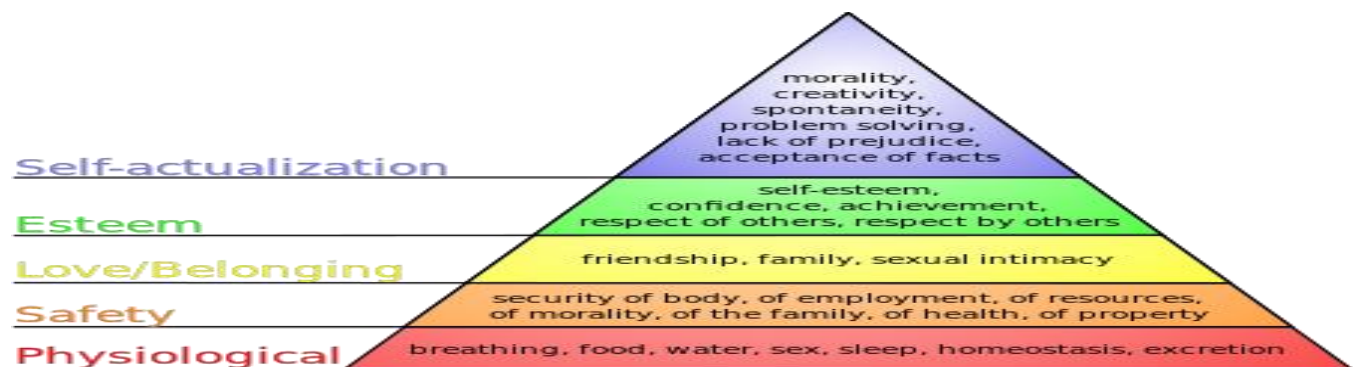 morality,
creativity,
spontaneity,
problem solving,
lack of prejudice,
acceptance of facts
Self-actualization
self-esteem,
confidence, achievement,
respect of others, respect by others
Esteem
friendship, family, sexual intimacy
Love/Belonging
security of body, of employment, of resources,
of morality, of the family, of health, of property
Safety
breathing, food, water, sex, sleep, homeostasis, excretion
Physiological